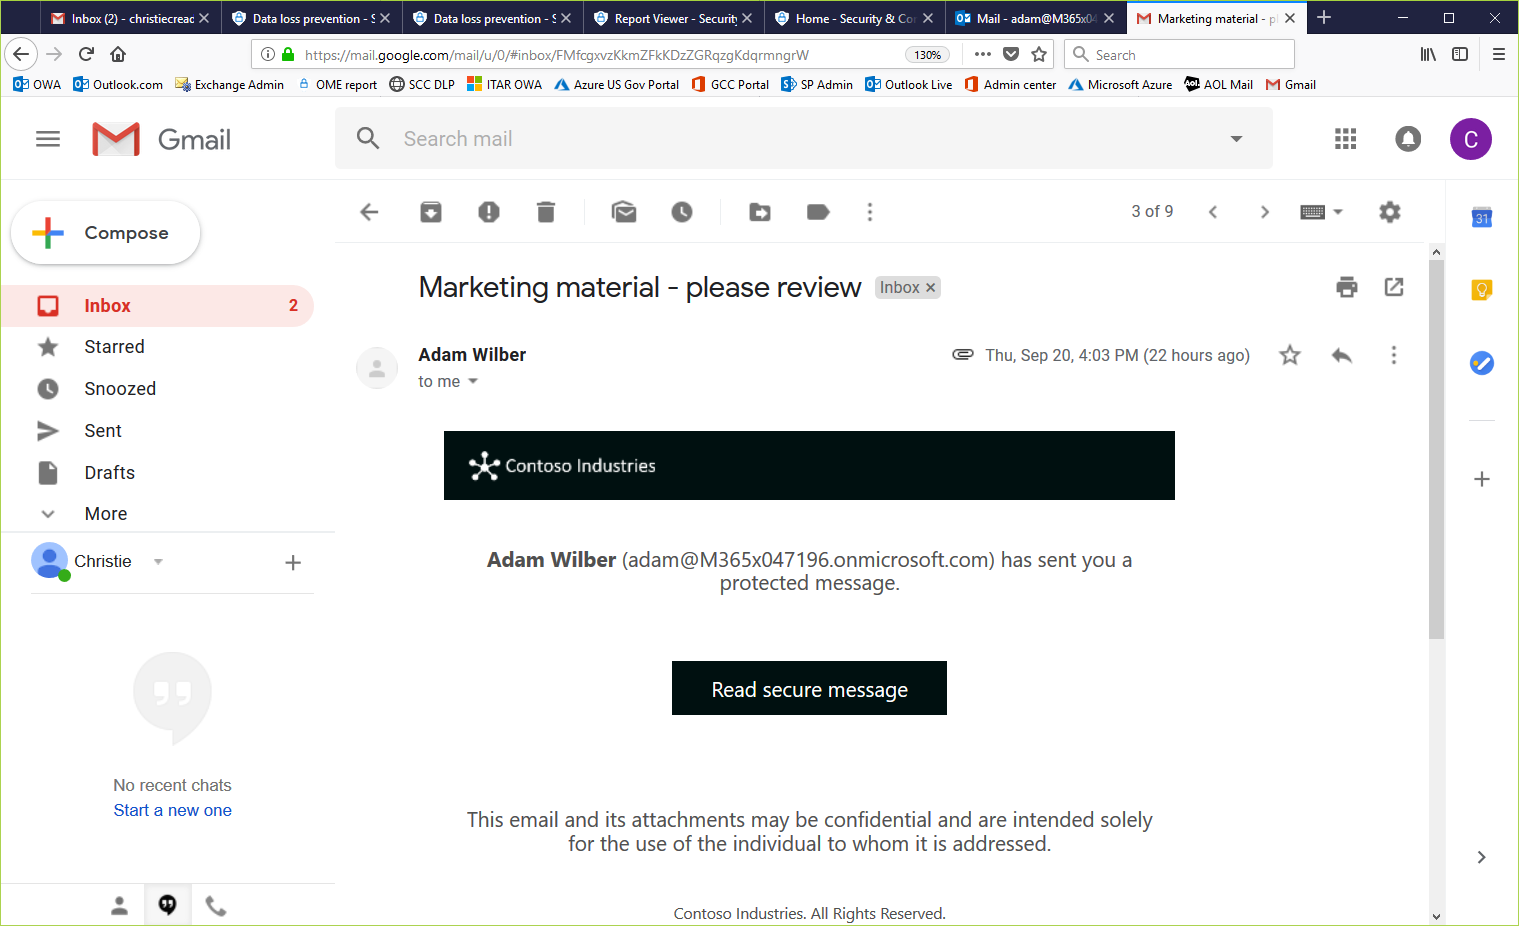 Inbox (2) - christiecread
Data loss prevention - S
Data loss prevention - S
Report Viewer - Security
Home - Security & Co
Mail - adam@M365x04
Marketing material - p
https://mail.google.com/mail/u/0/#inbox/FMfcgxvzKkmZFkKDzZGRqzgKdqrmngrW
130%
Search
OWA
Outlook.com
Exchange Admin
OME report
SCC DLP
ITAR OWA
Azure US Gov Portal
GCC Portal
SP Admin
Outlook Live
Admin center
Microsoft Azure
AOL Mail
Gmail
Gmail
Search mail
C
Compose
3 of 9
31
Inbox 2
Starred
Snoozed
Sent
Drafts
More
Christie
No recent chats
Start a new one
Marketing material - please review
Inbox
Adam Wilber
Thu, Sep 20, 4:03 PM (22 hours ago)
to me
Contoso Industries
Adam Wilber (adam@M365x047196.onmicrosoft.com) has sent you a
protected message.
Read secure message
This email and its attachments may be confidential and are intended solely
for the use of the individual to whom it is addressed.
Contoso Industries. All Rights Reserved.